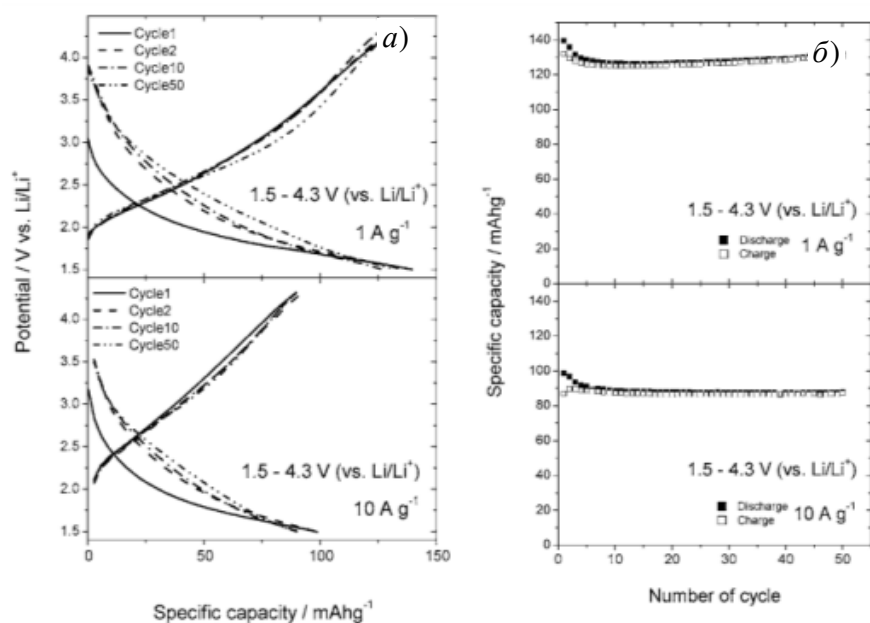 а)
4.0
3.5
3.0
2.5
2.0
1.5
Cycle1
Cycle2
Cycle10
Cycle50
1.5 - 4.3 V (vs. Li/Li⁺)
1 A g⁻¹
4.0
3.5
3.0
2.5
2.0
1.5
Cycle1
Cycle2
Cycle10
Cycle50
1.5 - 4.3 V (vs. Li/Li⁺)
10 A g⁻¹
0 50 100 150
Potential / V vs. Li/Li⁺
Specific capacity / mAhg⁻¹
б)
140
120
100
80
60
40
20
0
1.5 - 4.3 V (vs. Li/Li⁺)
Discharge
Charge
1 A g⁻¹
140
120
100
80
60
40
20
0
1.5 - 4.3 V (vs. Li/Li⁺)
Discharge
Charge
10 A g⁻¹
0 10 20 30 40 50
Specific capacity / mAhg⁻¹
Number of cycle